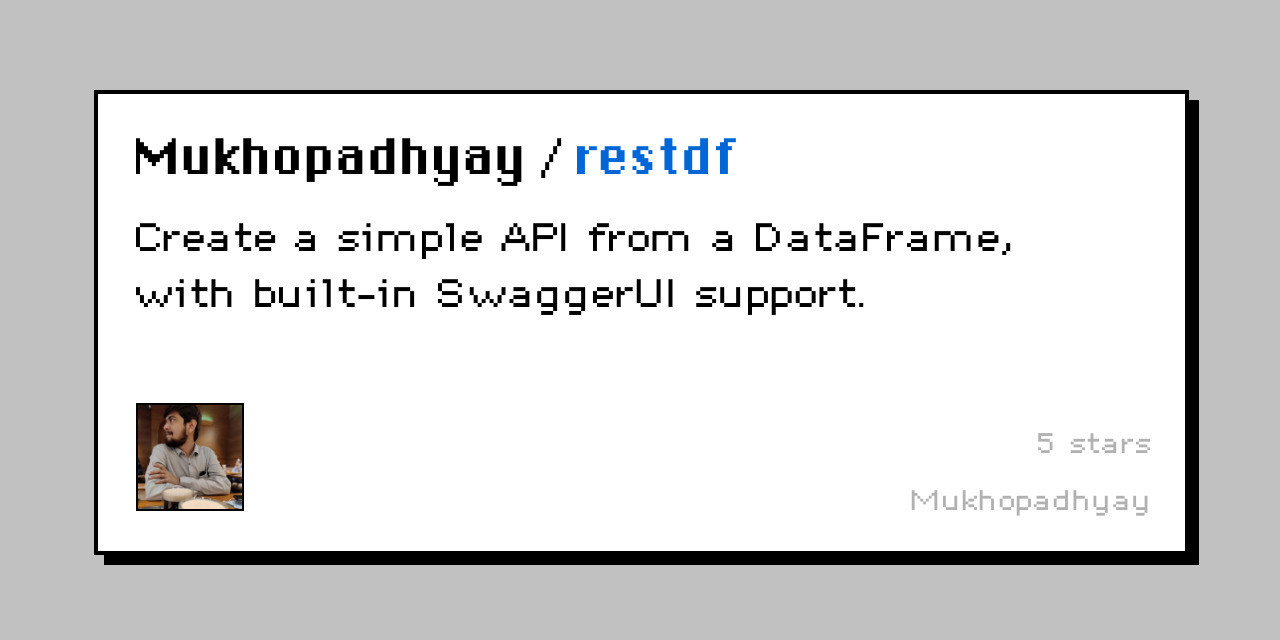 Mukhopadhyay / restdf
Create a simple API from a DataFrame,
with built-in SwaggerUI support.
5 stars
Mukhopadhyay